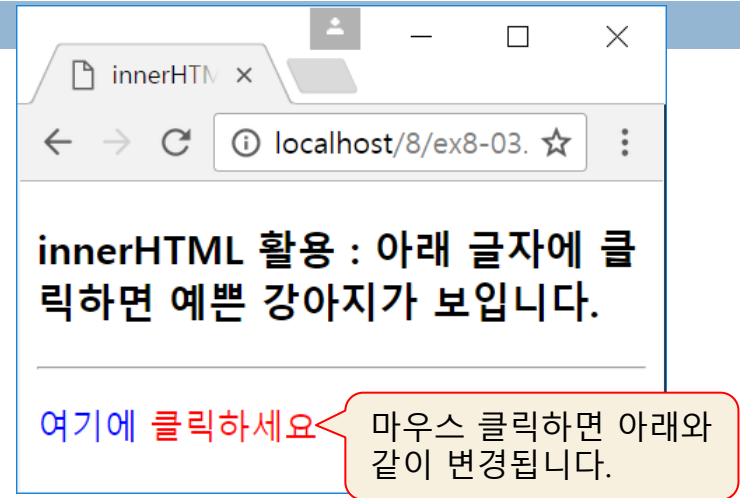 innerHTM
localhost/8/ex8-03.
innerHTML 활용 : 아래 글자에 클
릭하면 예쁜 강아지가 보입니다.
여기에 클릭하세요
마우스 클릭하면 아래와
같이 변경됩니다.